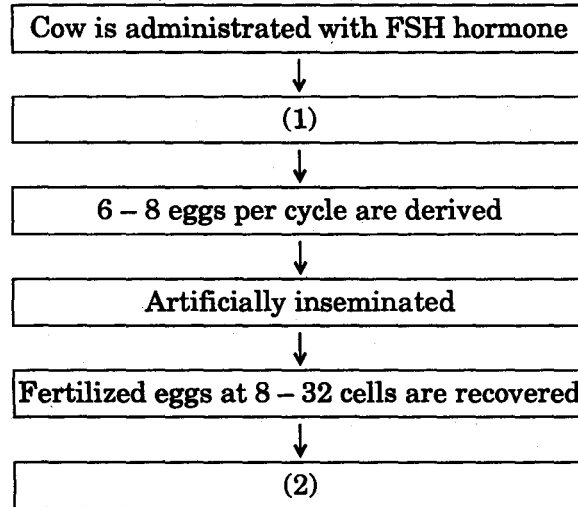 Cow is administrated with FSH hormone
(1)
6 – 8 eggs per cycle are derived
Artificially inseminated
Fertilized eggs at 8 – 32 cells are recovered
(2)